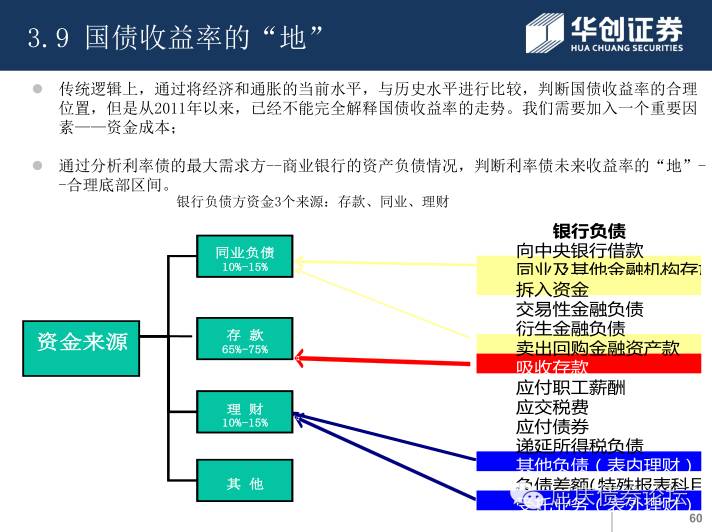 3.9 国债收益率的“地”
华创证券
HUA CHUANG SECURITIES
传统逻辑上，通过将经济和通胀的当前水平，与历史水平进行比较，判断国债收益率的合理
位置，但是从2011年以来，已经不能完全解释国债收益率的走势。我们需要加入一个重要因
素——资金成本；
通过分析利率债的最大需求方--商业银行的资产负债情况，判断利率债未来收益率的“地”-
-合理底部区间。
银行负债方资金3个来源：存款、同业、理财
资金来源
同业负债
10%-15%
存 款
65%-75%
理 财
10%-15%
其 他
银行负债
向中央银行借款
同业及其他金融机构存
拆入资金
交易性金融负债
衍生金融负债
卖出回购金融资产款
吸收存款
应付职工薪酬
应交税费
应付债券
递延所得税负债
其他负债（表内理财）
负债差额(特殊报表科目
受托业务（表外理财）
屈庆债券论坛
60